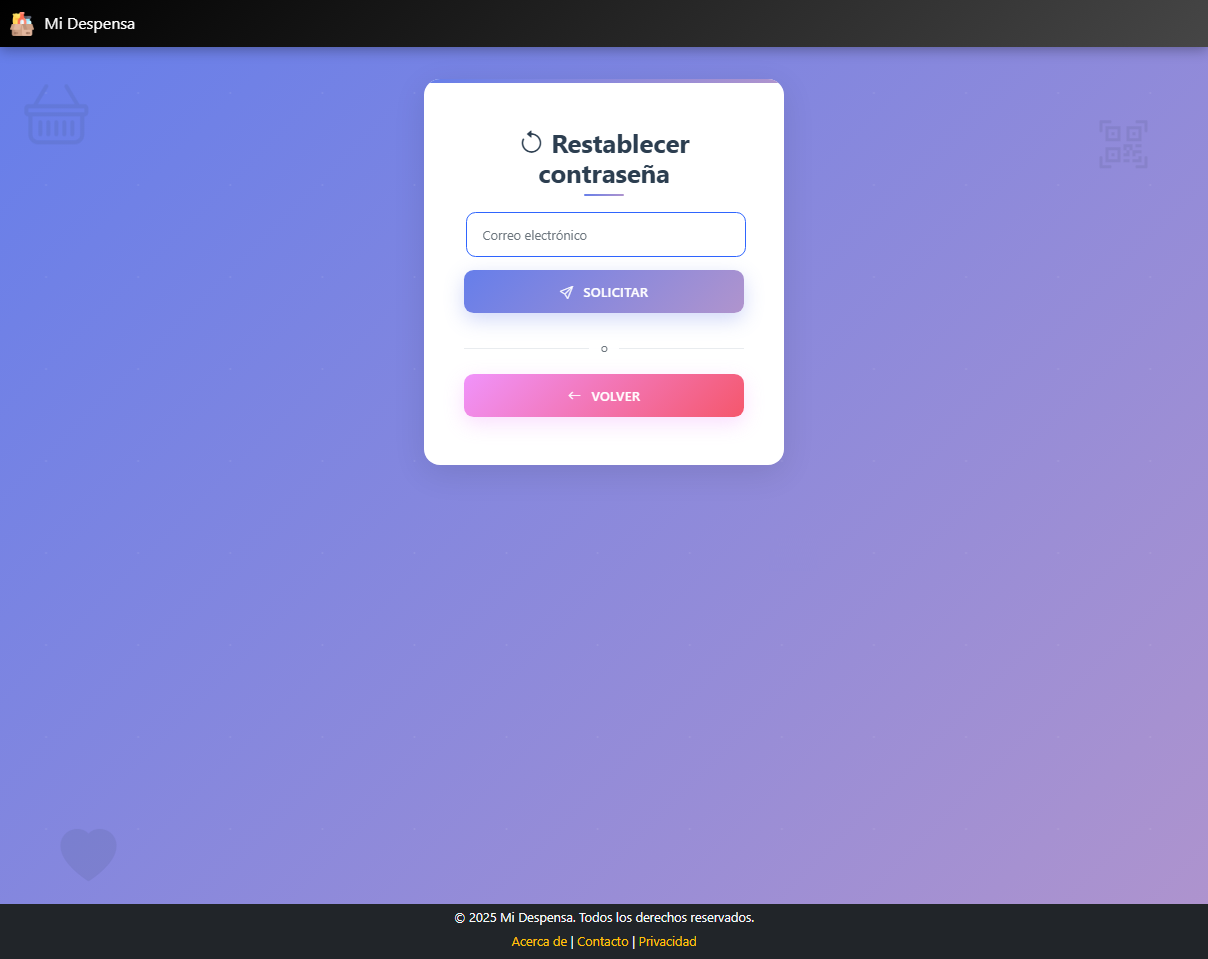 Mi Despensa
Restablecer
contraseña
Correo electrónico
SOLICITAR
o
VOLVER
© 2025 Mi Despensa. Todos los derechos reservados.
Acerca de | Contacto | Privacidad